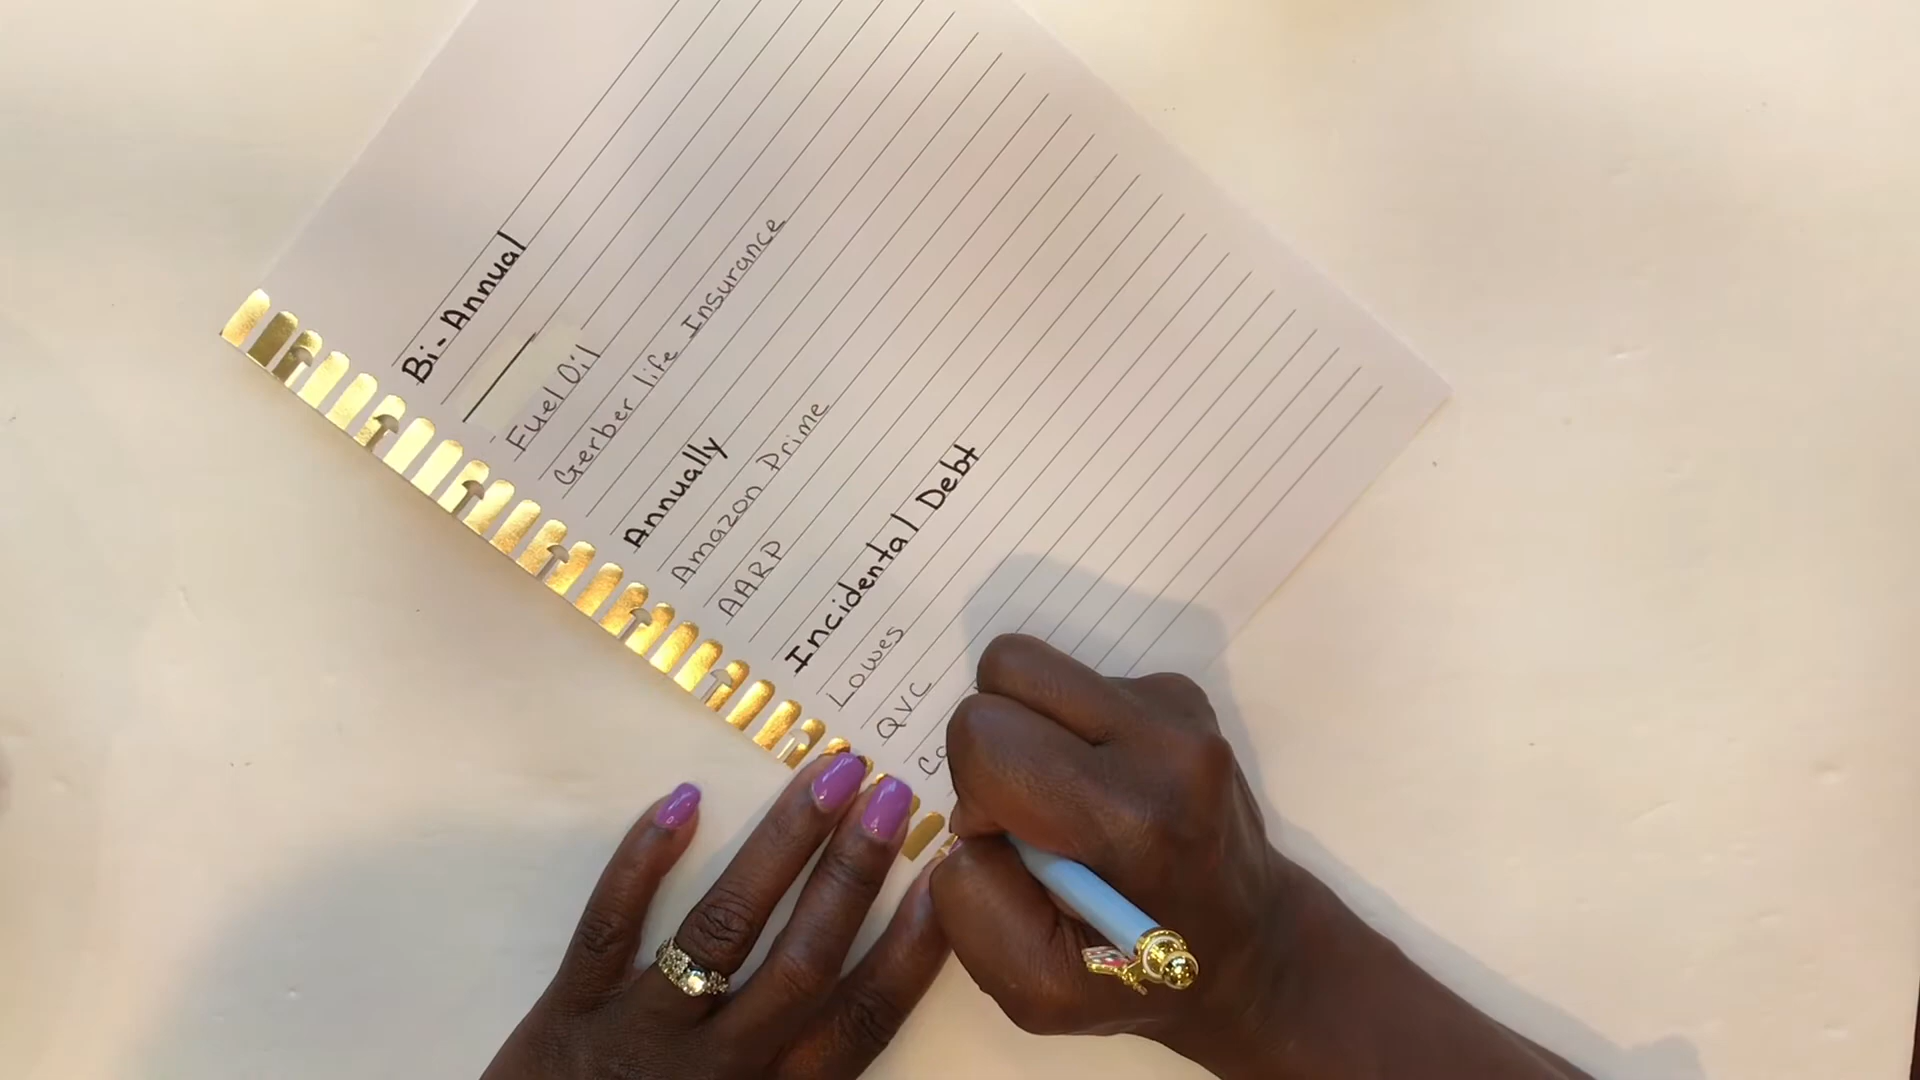 Bi-Annual
Fuel Oil
Gerber life Insurance
Annually
Amazon Prime
AARP
Incidental Debt
Lowes
QVC